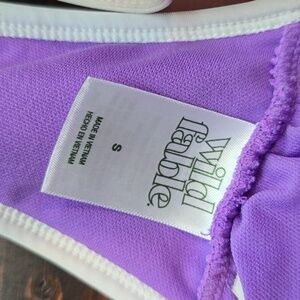 wild
fable.
S
MADE IN VIETNAM
HECHO EN VIETNAM